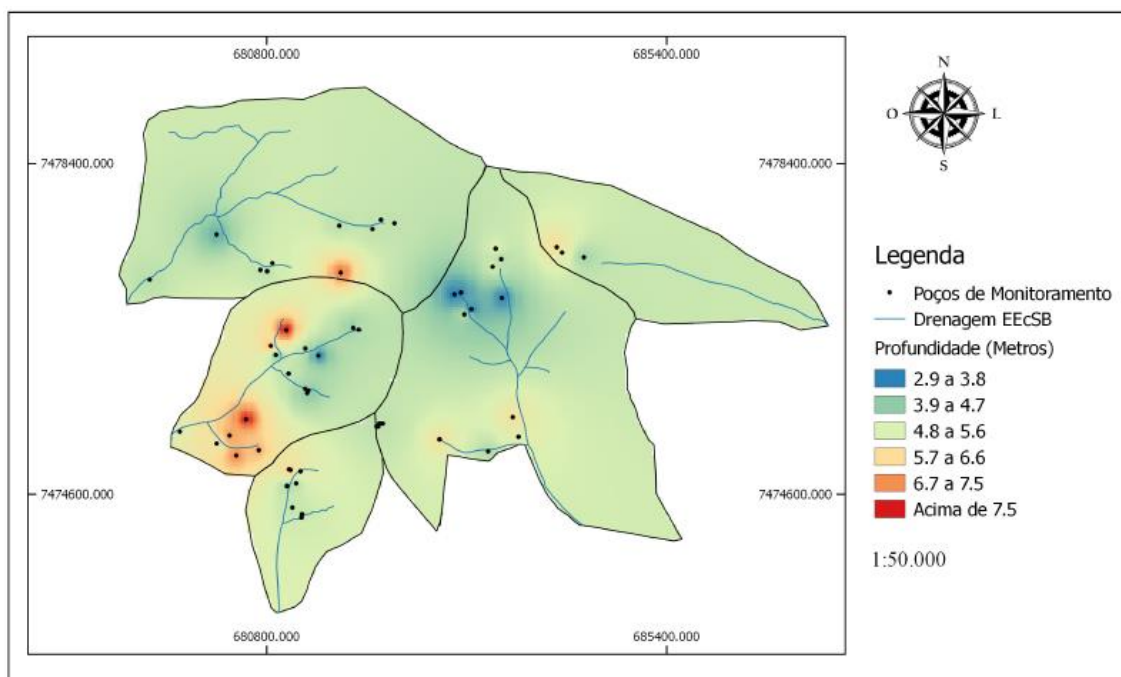 680800.000 685400.000
7478400.000 7478400.000
7474600.000 7474600.000
680800.000 685400.000
N
O L
S
Legenda
Poços de Monitoramento
Drenagem EEcSB
Profundidade (Metros)
2.9 a 3.8
3.9 a 4.7
4.8 a 5.6
5.7 a 6.6
6.7 a 7.5
Acima de 7.5
1:50.000